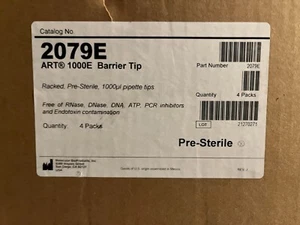 Catalog No.
2079E
ART® 1000E Barrier Tip
Part Number 2079E
Racked, Pre-Sterile, 1000µl pipette tips
Quantity 4 Packs
Free of RNase, DNase, DNA, ATP, PCR inhibitors
and Endotoxin contamination
LOT 21270271
Quantity 4 Packs
Pre-Sterile